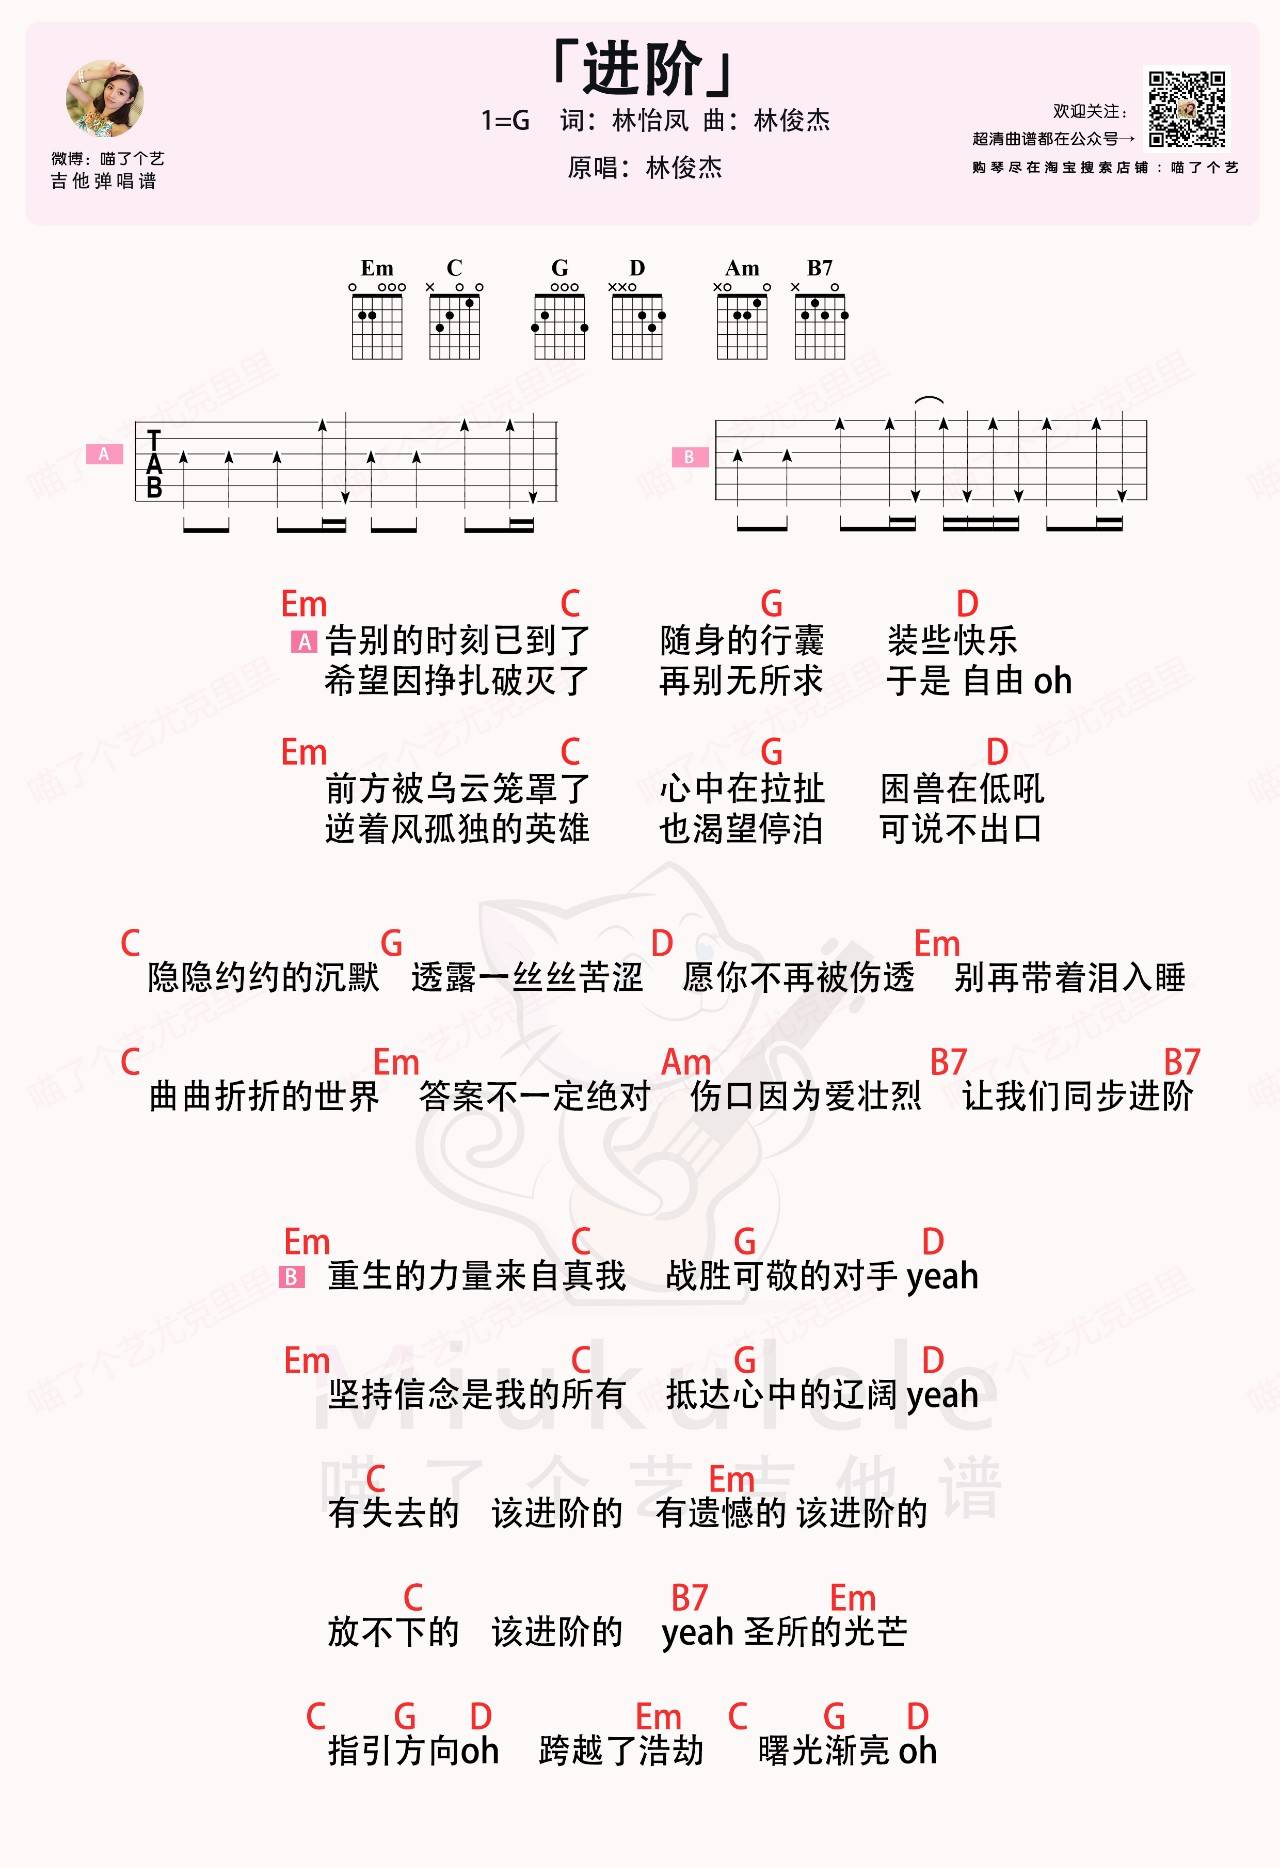 「进阶」
1=G 词：林怡凤 曲：林俊杰
原唱：林俊杰
微博：喵了个艺
吉他弹唱谱
欢迎关注：
超清曲谱都在公众号→
购琴尽在淘宝搜索店铺：喵了个艺
Em C G D Am B7
A T A B B
Em C G D
A 告别的时刻已到了 随身的行囊 装些快乐
希望因挣扎破灭了 再别无所求 于是 自由 oh
Em C G D
前方被乌云笼罩了 心中在拉扯 困兽在低吼
逆着风孤独的英雄 也渴望停泊 可说不出口
C G D Em
隐隐约约的沉默 透露一丝丝苦涩 愿你不再被伤透 别再带着泪入睡
C Em Am B7 B7
曲曲折折的世界 答案不一定绝对 伤口因为爱壮烈 让我们同步进阶
Em C G D
B 重生的力量来自真我 战胜可敬的对手 yeah
Em C G D
坚持信念是我的所有 抵达心中的辽阔 yeah
C Em
有失去的 该进阶的 有遗憾的 该进阶的
C B7 Em
放不下的 该进阶的 yeah 圣所的光芒
C G D Em C G D
指引方向oh 跨越了浩劫 曙光渐亮 oh
Miukulele
喵了个艺吉他谱
喵了个艺尤克里里